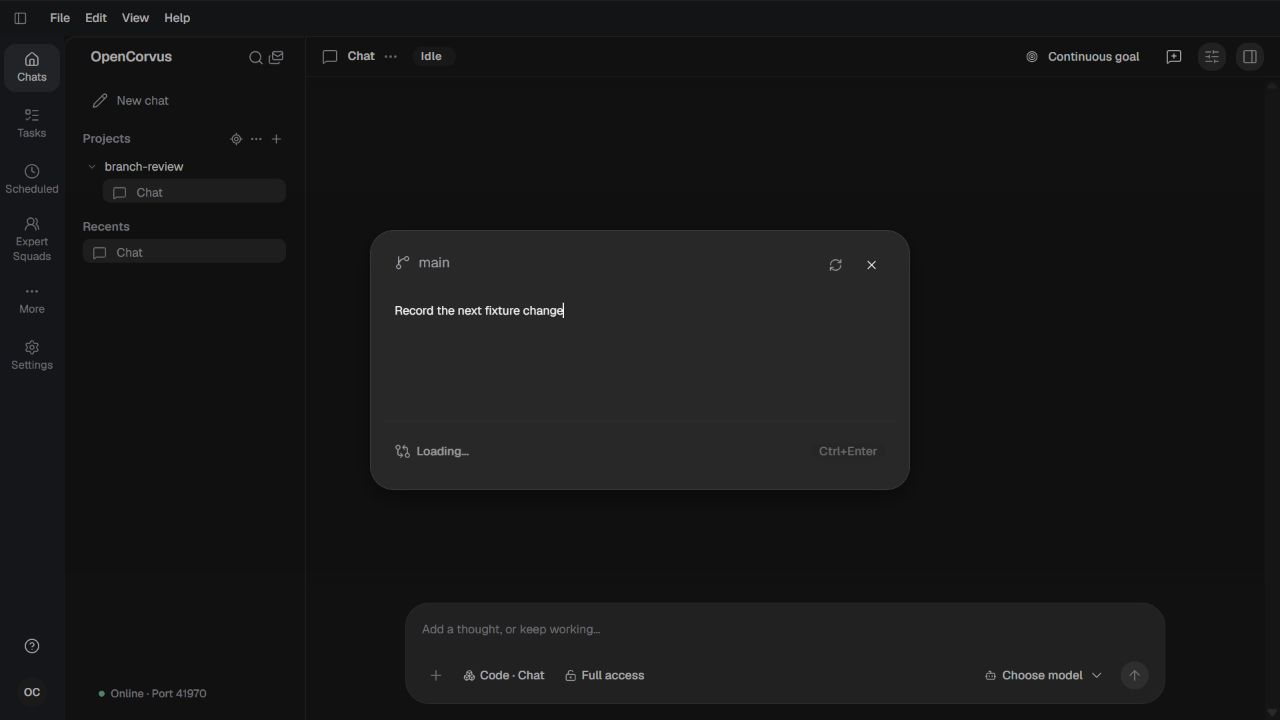 File Edit View Help
OpenCorvus
Chat ... Idle
Continuous goal
Chats
Tasks
Scheduled
Expert
Squads
More
Settings
OC
New chat
Projects
branch-review
Chat
Recents
Chat
Online · Port 41970
main
Record the next fixture change
Loading...
Ctrl+Enter
Add a thought, or keep working...
Code · Chat
Full access
Choose model